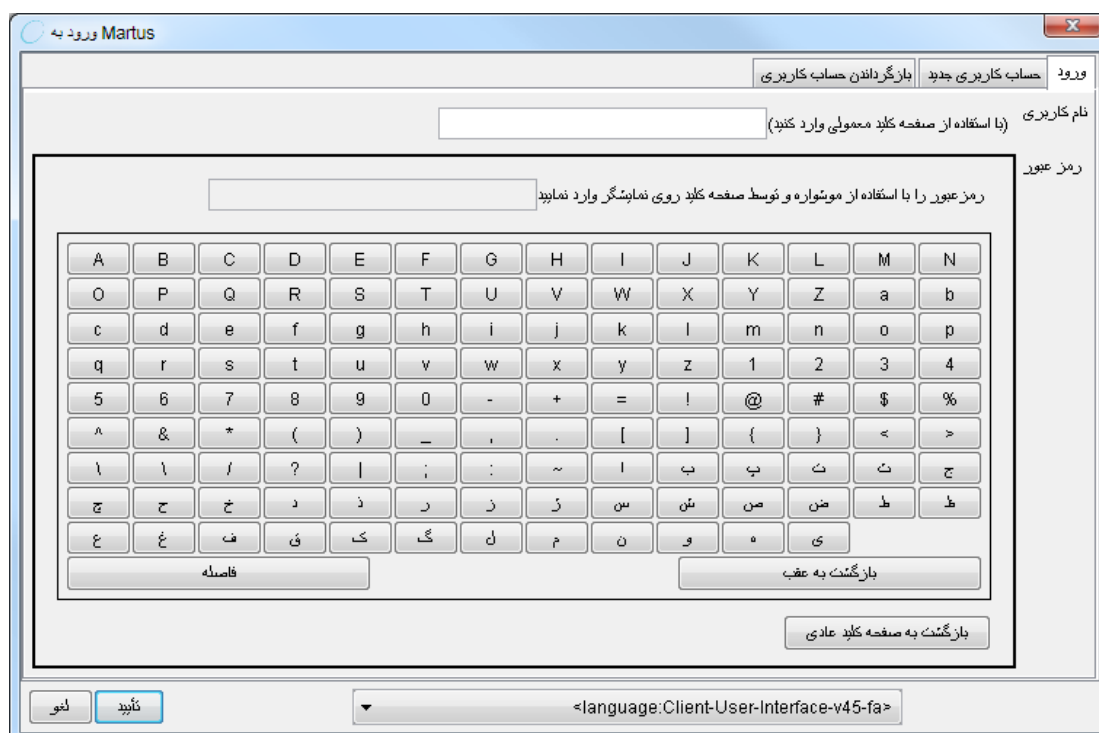 ورود به Martus
ورود
حساب کاربری جدید
بازگرداندن حساب کاربری
نام کاربری
(با استفاده از صفحه کلید معمولی وارد کنید)
رمز عبور
رمز عبور را با استفاده از موشواره و توسط صفحه کلید روی نمایشگر وارد نمایید
A B C D E F G H I J K L M N
O P Q R S T U V W X Y Z a b
c d e f g h i j k l m n o p
q r s t u v w x y z 1 2 3 4
5 6 7 8 9 0 - + = ! @ # $ %
^ & * ( ) _ , . [ ] { } < >
\ \ / ? | ; : ~ ا ب پ ت ث ج
چ ح خ د ذ ر ز ژ س ش ص ض ط ظ
ع غ ف ق ک گ ل م ن و ه ی
فاصله
بازگشت به عقب
بازگشت به صفحه کلید عادی
لغو
تأیید
<language:Client-User-Interface-v45-fa>